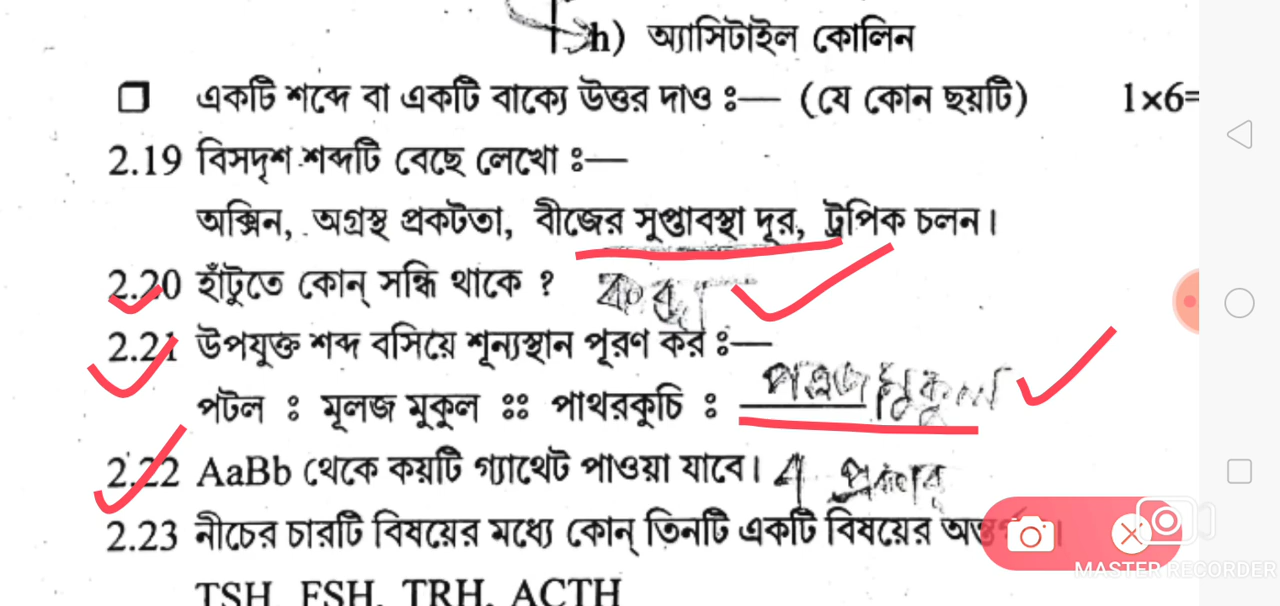 h) অ্যাসিটাইল কোলিন
❒ একটি শব্দে বা একটি বাক্যে উত্তর দাও ঃ— (যে কোন ছয়টি) 1×6=
2.19 বিসদৃশ শব্দটি বেছে লেখো ঃ—
অক্সিন, অগ্রস্থ প্রকটতা, বীজের সুপ্তাবস্থা দূর, ট্রপিক চলন।
2.20 হাঁটুতে কোন্ সন্ধি থাকে ? কব্জা
2.21 উপযুক্ত শব্দ বসিয়ে শূন্যস্থান পূরণ কর ঃ—
পটল ঃ মূলজ মুকুল ঃঃ পাথরকুচি ঃ পত্রজ মুকুল
2.22 AaBb থেকে কয়টি গ্যাথেট পাওয়া যাবে। 4 প্রকার
2.23 নীচের চারটি বিষয়ের মধ্যে কোন্ তিনটি একটি বিষয়ের
MASTER RECORDER
TSH, FSH, TRH, ACTH